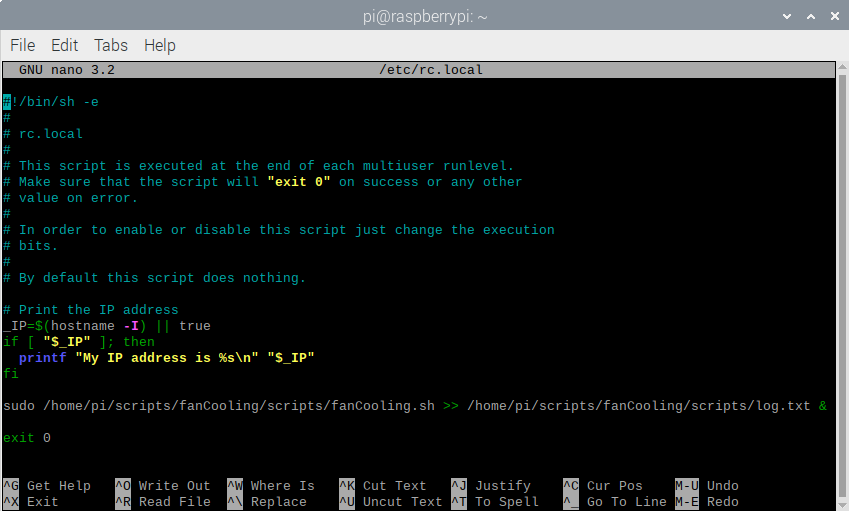 pi@raspberrypi: ~
File Edit Tabs Help
GNU nano 3.2 /etc/rc.local
#!/bin/sh -e
#
# rc.local
#
# This script is executed at the end of each multiuser runlevel.
# Make sure that the script will "exit 0" on success or any other
# value on error.
#
# In order to enable or disable this script just change the execution
# bits.
#
# By default this script does nothing.
# Print the IP address
_IP=$(hostname -I) || true
if [ "$_IP" ]; then
  printf "My IP address is %s\n" "$_IP"
fi
sudo /home/pi/scripts/fanCooling/scripts/fanCooling.sh >> /home/pi/scripts/fanCooling/scripts/log.txt &
exit 0
^G Get Help ^O Write Out ^W Where Is ^K Cut Text ^J Justify ^C Cur Pos M-U Undo
^X Exit ^R Read File ^\ Replace ^U Uncut Text ^T To Spell ^_ Go To Line M-E Redo